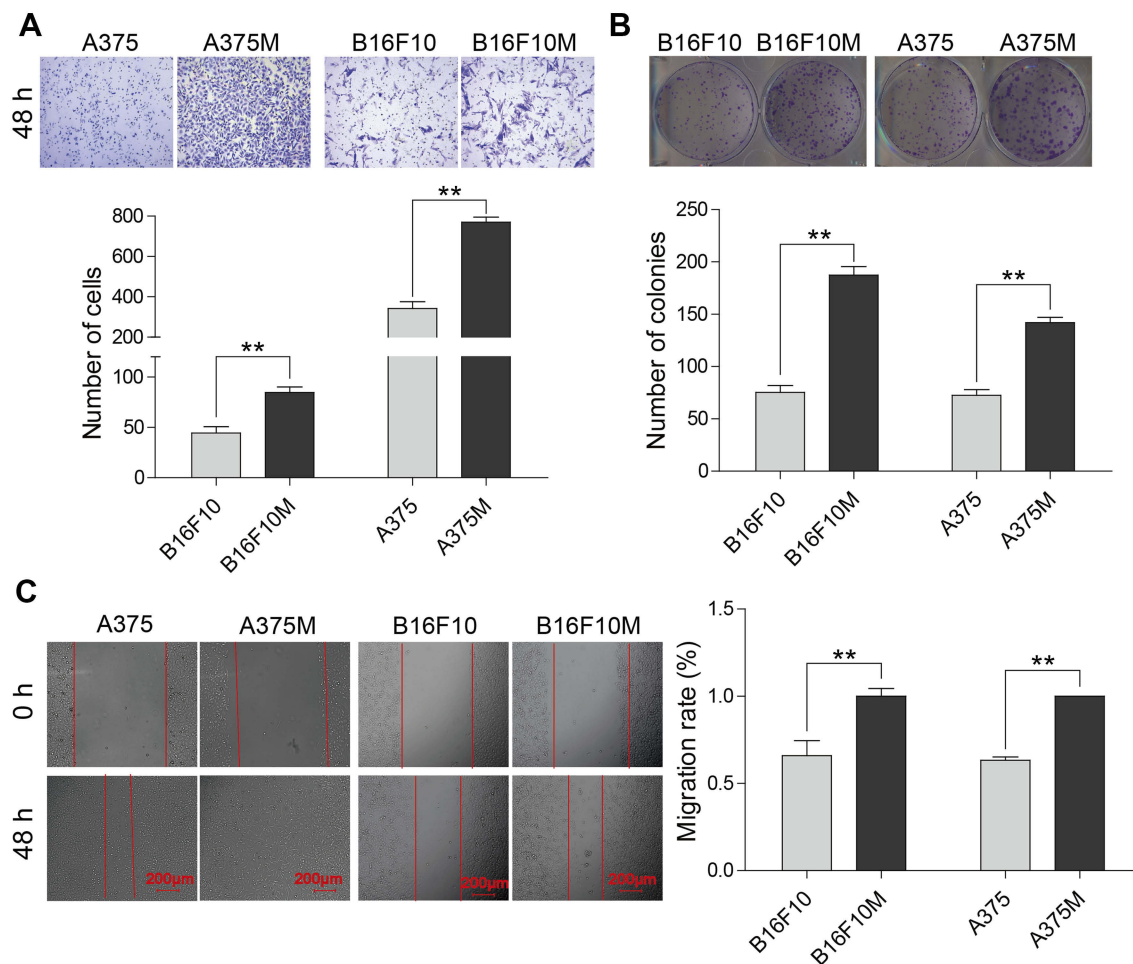 A
A375 A375M B16F10 B16F10M
48 h
Number of cells
800
600
400
200
100
50
0
** **
B16F10 B16F10M A375 A375M
B
B16F10 B16F10M A375 A375M
Number of colonies
250
200
150
100
50
0
** **
B16F10 B16F10M A375 A375M
C
A375 A375M B16F10 B16F10M
0 h
48 h
200μm 200μm 200μm 200μm
Migration rate (%)
1.5
1.0
0.5
0.0
** **
B16F10 B16F10M A375 A375M